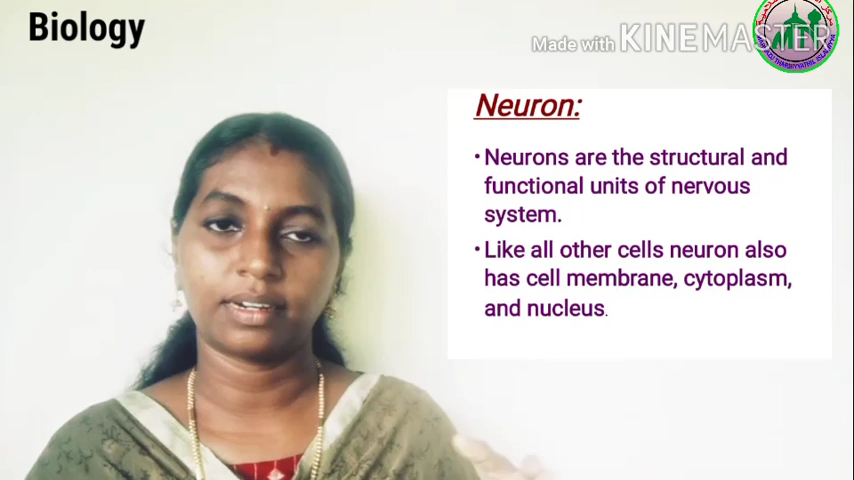 Biology
Made with KINEMASTER
Neuron:
•Neurons are the structural and
functional units of nervous
system.
•Like all other cells neuron also
has cell membrane, cytoplasm,
and nucleus.